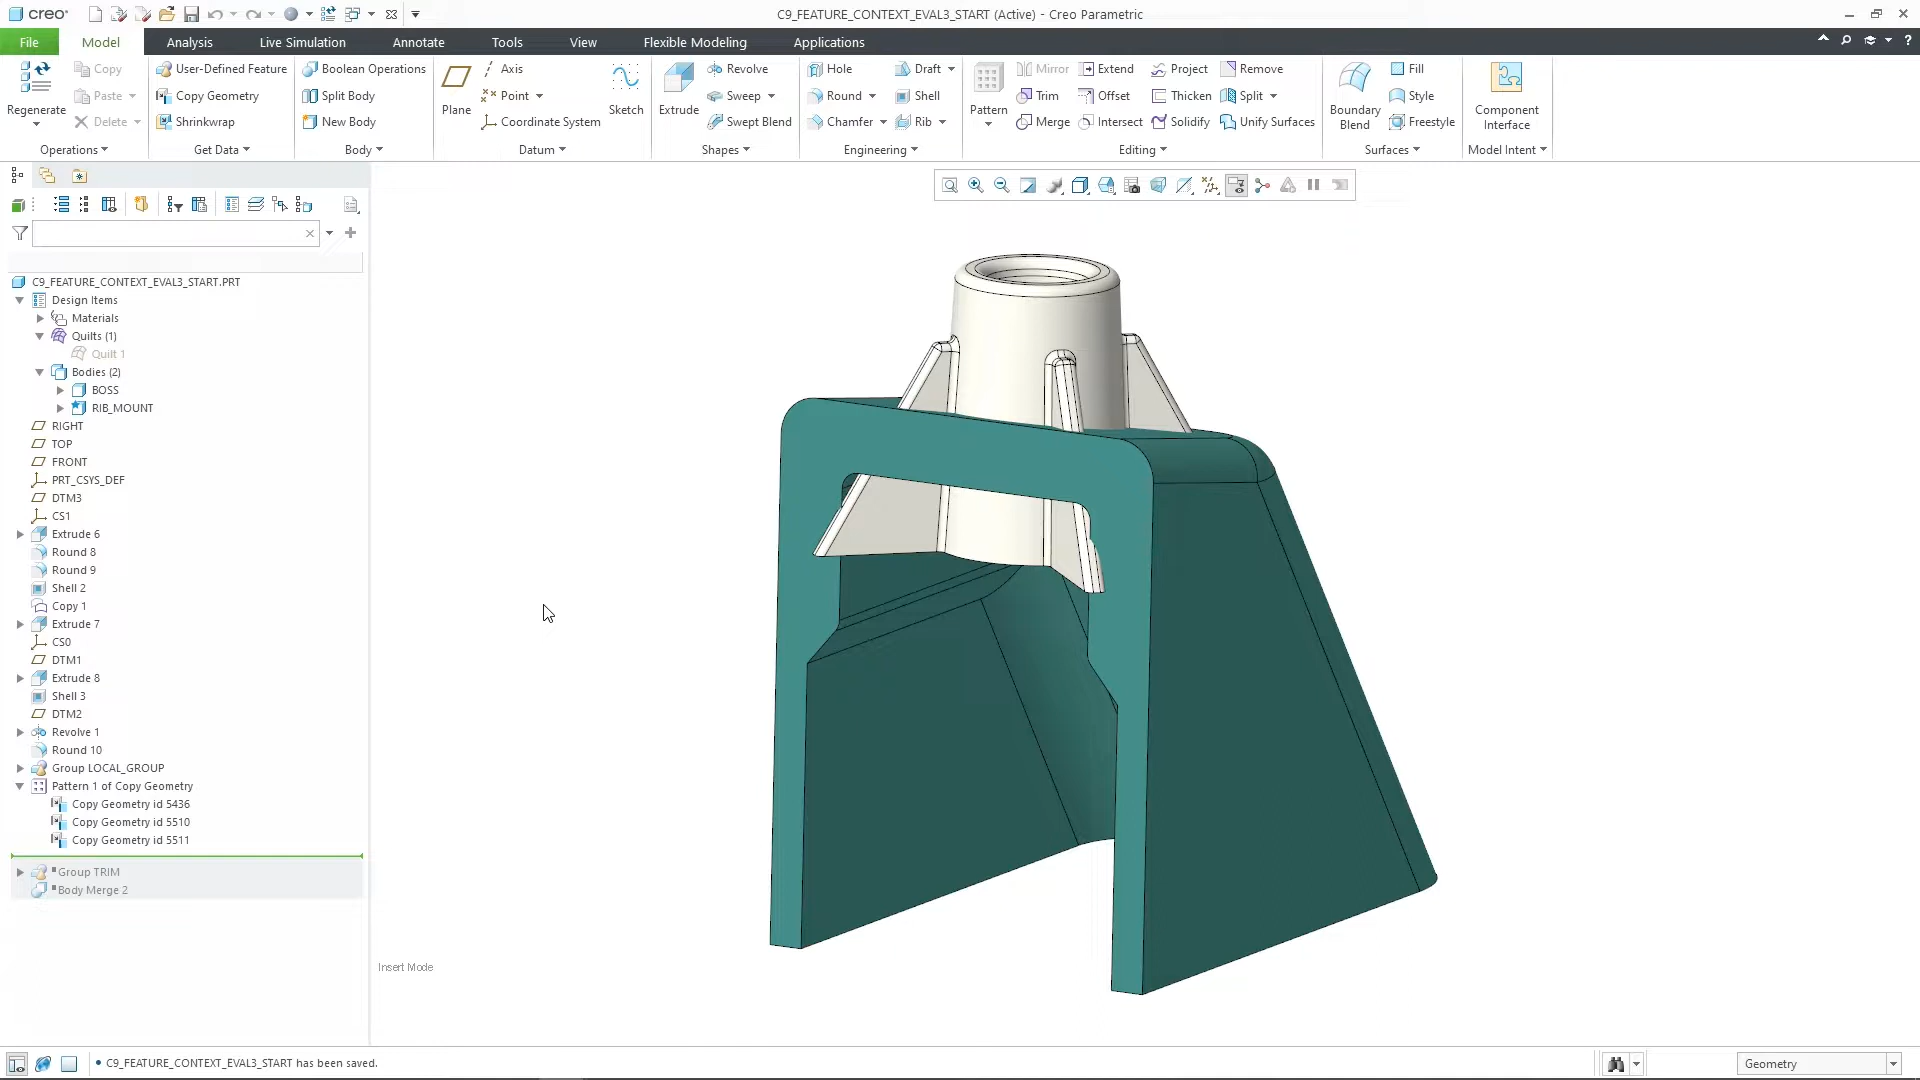 creo
C9_FEATURE_CONTEXT_EVAL3_START (Active) - Creo Parametric
File Model Analysis Live Simulation Annotate Tools View Flexible Modeling Applications
Regenerate
Copy
Paste
Delete
Operations
User-Defined Feature
Copy Geometry
Shrinkwrap
Get Data
Boolean Operations
Split Body
New Body
Body
Plane
Axis
Point
Coordinate System
Sketch
Datum
Extrude
Revolve
Sweep
Swept Blend
Shapes
Hole
Round
Chamfer
Draft
Shell
Rib
Engineering
Pattern
Mirror
Trim
Merge
Extend
Offset
Intersect
Project
Thicken
Solidify
Remove
Split
Unify Surfaces
Editing
Boundary
Blend
Fill
Style
Freestyle
Surfaces
Component
Interface
Model Intent
C9_FEATURE_CONTEXT_EVAL3_START.PRT
Design Items
Materials
Quilts (1)
Quilt 1
Bodies (2)
BOSS
RIB_MOUNT
RIGHT
TOP
FRONT
PRT_CSYS_DEF
DTM3
CS1
Extrude 6
Round 8
Round 9
Shell 2
Copy 1
Extrude 7
CS0
DTM1
Extrude 8
Shell 3
DTM2
Revolve 1
Round 10
Group LOCAL_GROUP
Pattern 1 of Copy Geometry
Copy Geometry id 5436
Copy Geometry id 5510
Copy Geometry id 5511
Group TRIM
Body Merge 2
Insert Mode
• C9_FEATURE_CONTEXT_EVAL3_START has been saved.
Geometry